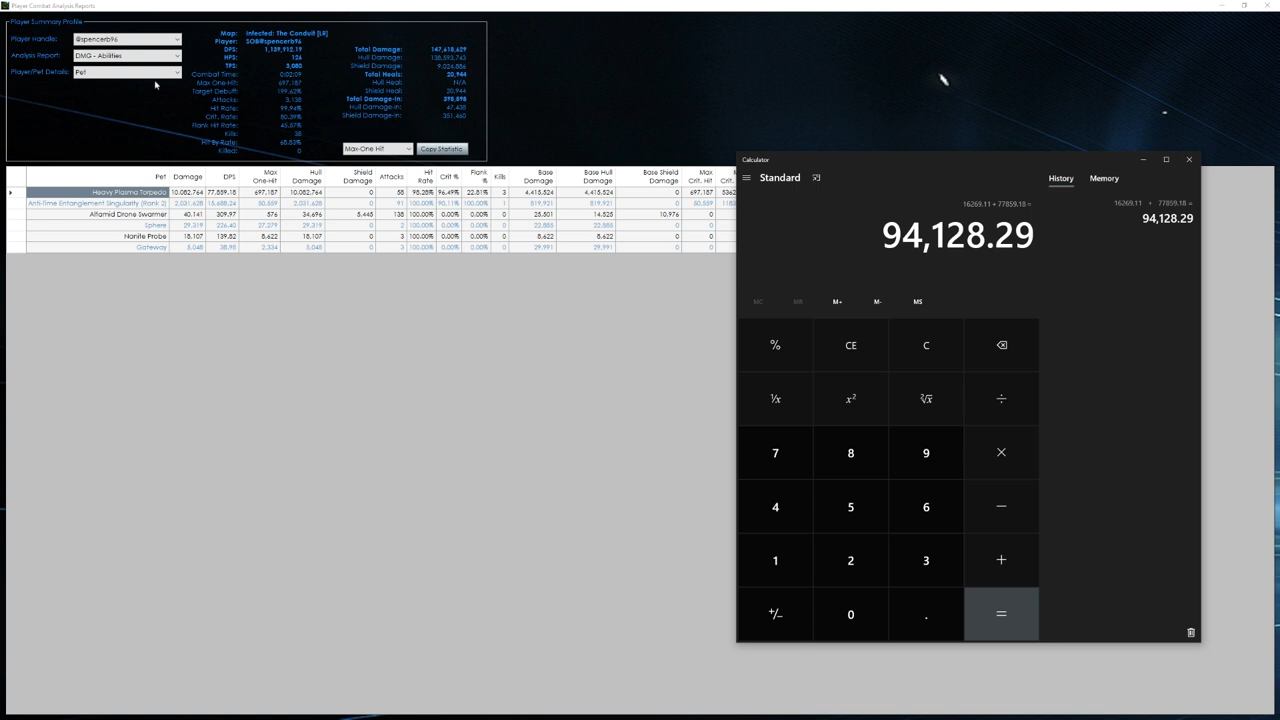 Player Combat Analysis Reports
Player Summary Profile
Player Handle: @spencerb96
Analysis Report: DMG - Abilities
Player/Pet Details: Pet
Map: Infected: The Conduit [LR]
Player: SOB@spencerb96
DPS: 1,139,912.19
HPS: 126
TPS: 3,080
Combat Time: 0:02:09
Max One-Hit: 697,187
Target Debuff: 199.62%
Attacks: 3,138
Hit Rate: 99.94%
Crit. Rate: 80.39%
Flank Hit Rate: 45.87%
Kills: 38
Hit By Rate: 68.83%
Killed: 0
Total Damage: 147,618,629
Hull Damage: 138,593,743
Shield Damage: 9,024,886
Total Heals: 20,944
Hull Heal: N/A
Shield Heal: 20,944
Total Damage-In: 398,898
Hull Damage-In: 47,438
Shield Damage-In: 351,460
Max-One Hit
Copy Statistic
Pet Damage DPS Max One-Hit Hull Damage Shield Damage Attacks Hit Rate Crit % Flank % Kills Base Damage Base Hull Damage Base Shield Damage Max Crit. Hit
Heavy Plasma Torpedo 10,082,764 77,859.18 697,187 10,082,764 0 58 98.28% 96.49% 22.81% 3 4,415,524 4,415,524 0 697,187
Anti-Time Entanglement Singularity (Rank 2) 2,031,628 15,688.24 50,559 2,031,628 0 91 100.00% 90.11% 100.00% 1 819,921 819,921 0 50,559
Altamid Drone Swarmer 40,141 309.97 576 34,696 5,445 138 100.00% 0.00% 0.00% 0 25,501 14,525 10,976 0
Sphere 29,319 226.40 27,279 29,319 0 2 100.00% 0.00% 0.00% 0 22,885 22,885 0 0
Nanite Probe 18,107 139.82 8,622 18,107 0 3 100.00% 0.00% 0.00% 0 8,622 8,622 0 0
Gateway 5,048 38.98 2,334 5,048 0 3 100.00% 0.00% 0.00% 0 29,991 29,991 0 0
Calculator
Standard
History
Memory
16269.11 + 77859.18 =
94,128.29
16269.11 + 77859.18 =
94,128.29
MC MR M+ M- MS
% CE C
¹/x x² ²√x ÷
7 8 9 ×
4 5 6 −
1 2 3 +
+/− 0 . =